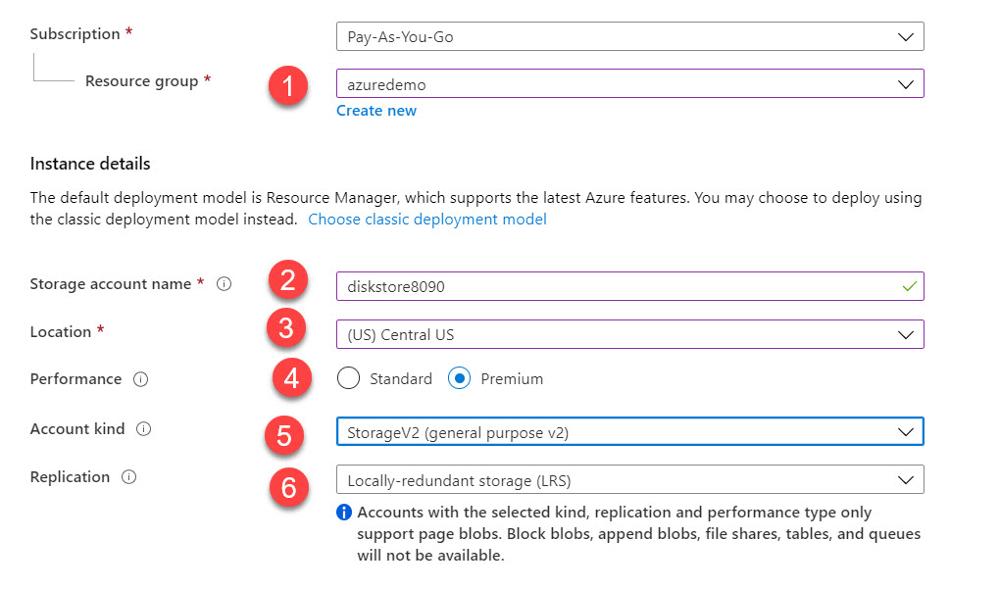 Subscription * Pay-As-You-Go
Resource group * 1 azuredemo
Create new
Instance details
The default deployment model is Resource Manager, which supports the latest Azure features. You may choose to deploy using
the classic deployment model instead. Choose classic deployment model
Storage account name * 2 diskstore8090
Location * 3 (US) Central US
Performance 4 Standard Premium
Account kind 5 StorageV2 (general purpose v2)
Replication 6 Locally-redundant storage (LRS)
Accounts with the selected kind, replication and performance type only
support page blobs. Block blobs, append blobs, file shares, tables, and queues
will not be available.